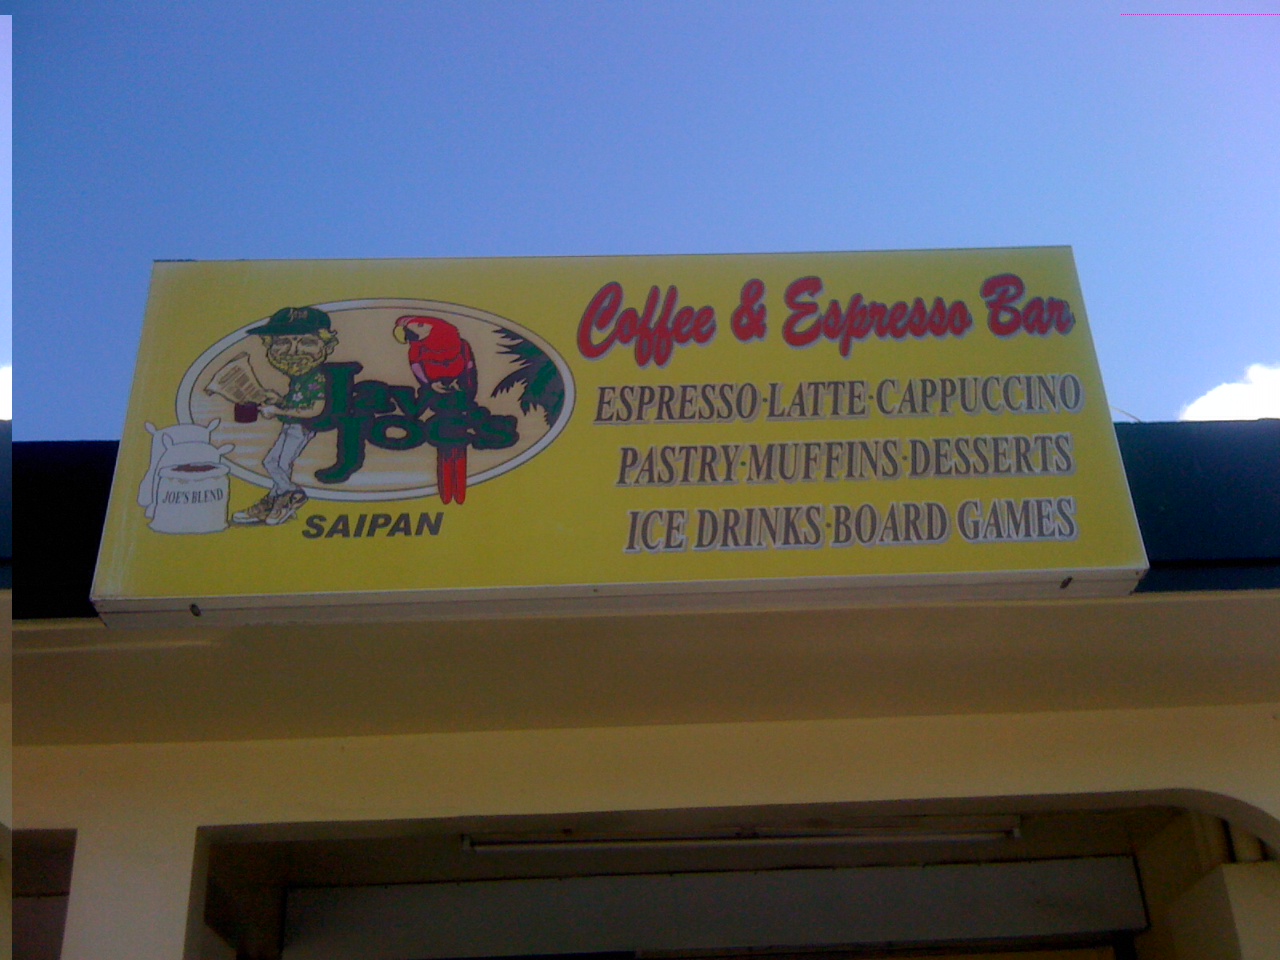 Java
Joe's
JOE'S BLEND
SAIPAN
Coffee & Espresso Bar
ESPRESSO·LATTE·CAPPUCCINO
PASTRY·MUFFINS·DESSERTS
ICE DRINKS·BOARD GAMES